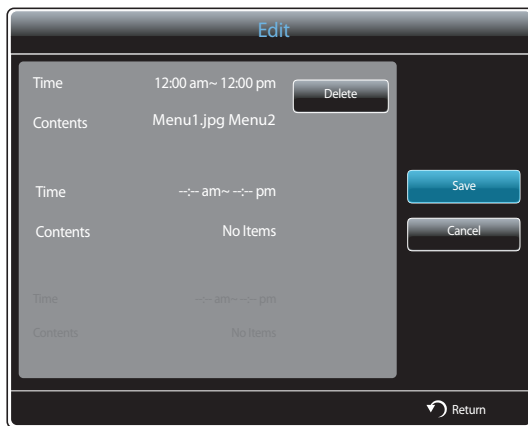 Edit
Time 12:00 am~ 12:00 pm Delete
Contents Menu1.jpg Menu2
Time --:-- am~ --:-- pm Save
Contents No Items Cancel
Time --:-- am~ --:-- pm
Contents No Items
Return